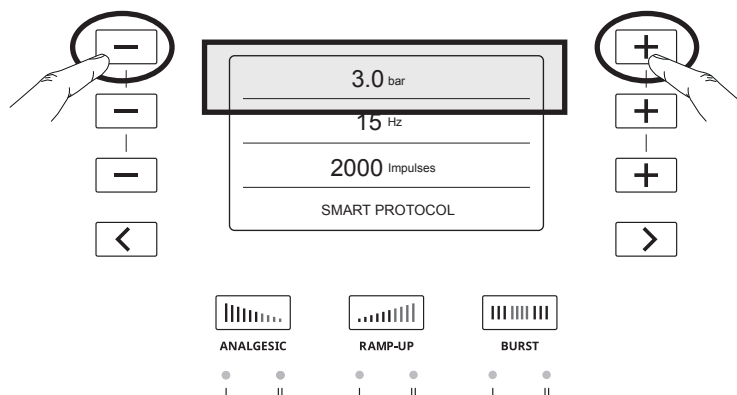 3.0 bar
15 Hz
2000 Impulses
SMART PROTOCOL
ANALGESIC RAMP-UP BURST
I II I II I II